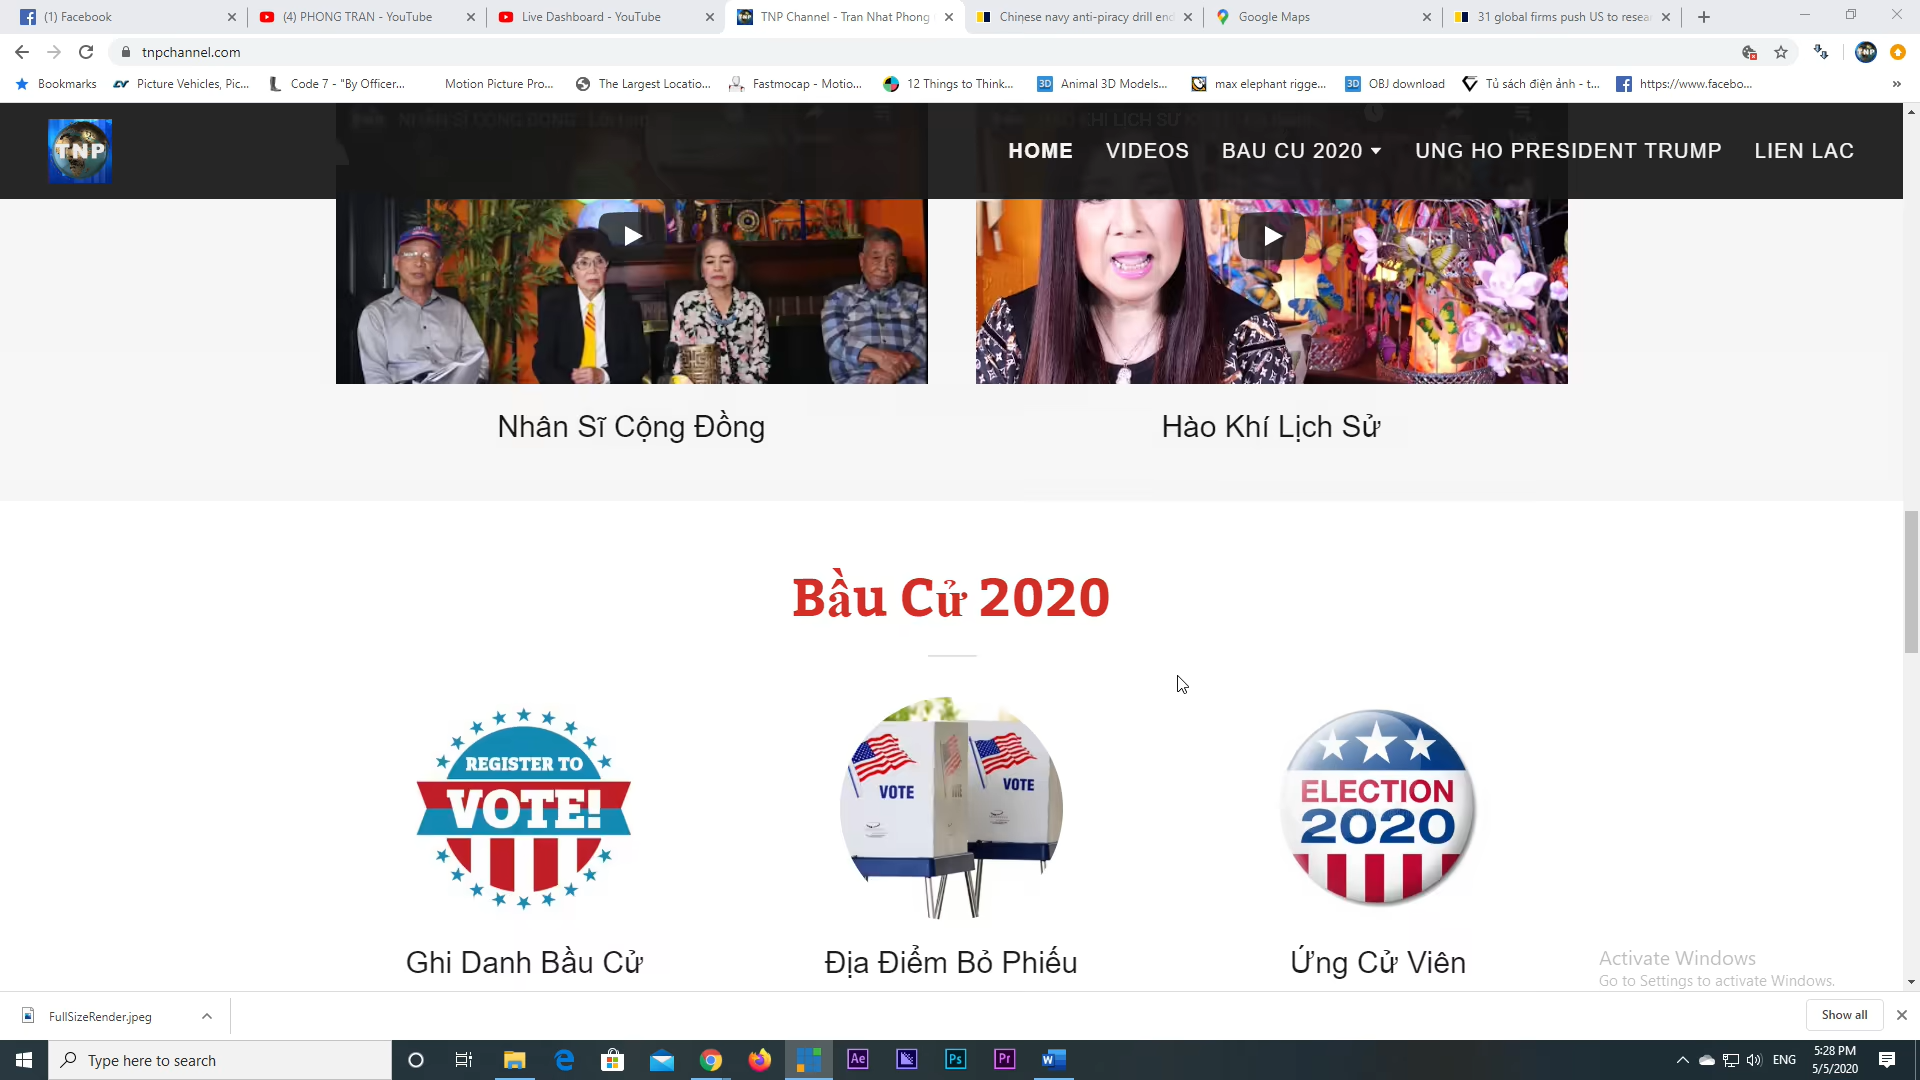 (1) Facebook
(4) PHONG TRAN - YouTube
Live Dashboard - YouTube
TNP Channel - Tran Nhat Phong
Chinese navy anti-piracy drill end
Google Maps
31 global firms push US to resea
tnpchannel.com
Bookmarks
Picture Vehicles, Pic...
Code 7 - "By Officer...
Motion Picture Pro...
The Largest Locatio...
Fastmocap - Motio...
12 Things to Think...
Animal 3D Models...
max elephant rigge...
OBJ download
Tủ sách điện ảnh - t...
https://www.facebo...
TNP
HOME
VIDEOS
BAU CU 2020
UNG HO PRESIDENT TRUMP
LIEN LAC
Nhân Sĩ Cộng Đồng
Hào Khí Lịch Sử
Bầu Cử 2020
REGISTER TO
VOTE!
VOTE
VOTE
ELECTION
2020
Ghi Danh Bầu Cử
Địa Điểm Bỏ Phiếu
Ứng Cử Viên
Activate Windows
Go to Settings to activate Windows.
FullSizeRender.jpeg
Show all
Type here to search
Ae
Ps
Pr
ENG
5:28 PM
5/5/2020